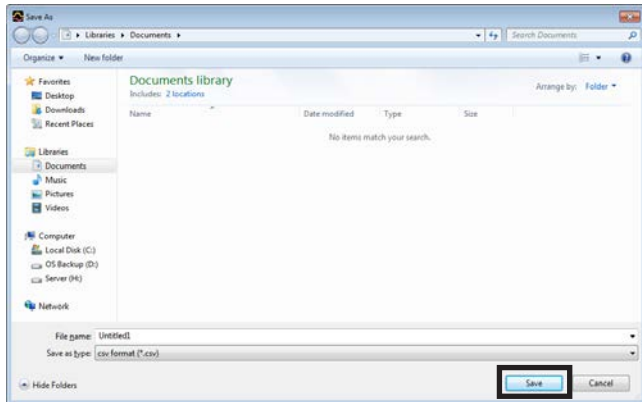 Save As
Libraries ▸ Documents ▸
Search Documents
Organize ▾ New folder
Favorites
Desktop
Downloads
Recent Places
Libraries
Documents
Music
Pictures
Videos
Computer
Local Disk (C:)
OS Backup (D:)
Server (H:)
Network
Documents library
Includes: 2 locations
Arrange by: Folder ▾
Name Date modified Type Size
No items match your search.
File name: Untitled1
Save as type: csv format (*.csv)
Hide Folders
Save Cancel